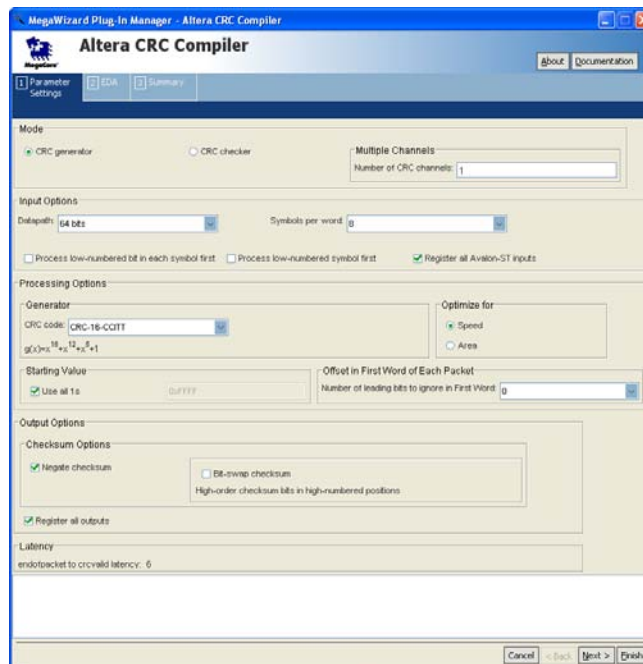 MegaWizard Plug-In Manager - Altera CRC Compiler
Altera CRC Compiler
MegaCore
About Documentation
1 Parameter Settings
2 EDA
3 Summary
Mode
CRC generator CRC checker
Multiple Channels
Number of CRC channels: 1
Input Options
Datapath: 64 bits Symbols per word: 8
Process low-numbered bit in each symbol first Process low-numbered symbol first Register all Avalon-ST inputs
Processing Options
Generator
CRC code: CRC-16-CCITT
g(x)=x^16+x^12+x^5+1
Optimize for
Speed
Area
Starting Value
Use all 1s 0xFFFF
Offset in First Word of Each Packet
Number of leading bits to ignore in First Word: 0
Output Options
Checksum Options
Negate checksum
Bit-swap checksum
High-order checksum bits in high-numbered positions
Register all outputs
Latency
endofpacket to crcvalid latency: 6
Cancel < Back Next > Finish